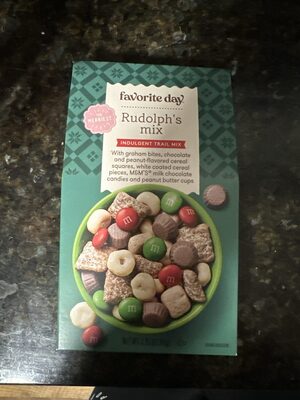 favorite day
Rudolph's
mix
INDULGENT TRAIL MIX
With graham bites, chocolate
and peanut-flavored cereal
squares, white coated cereal
pieces, M&M'S® milk chocolate
candies and peanut butter cups